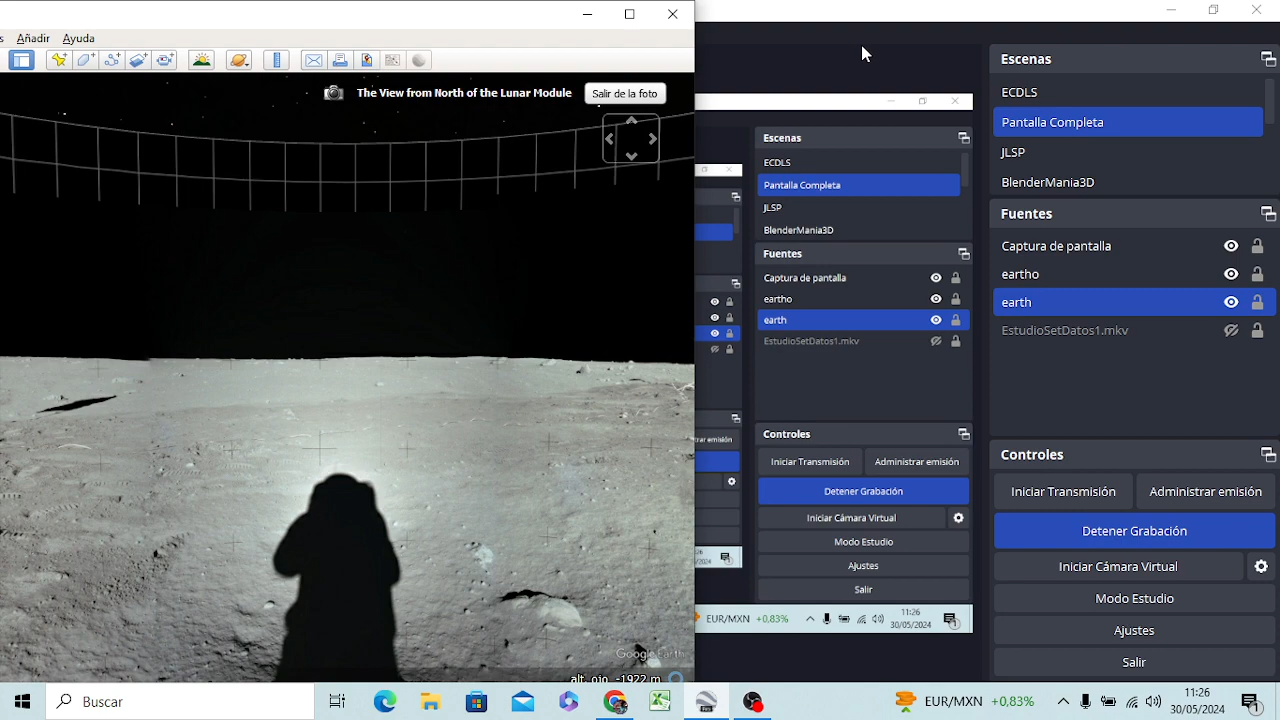 s Añadir Ayuda
The View from North of the Lunar Module
Salir de la foto
Google Earth
alt. ojo -1922 m
Escenas
ECDLS
Pantalla Completa
JLSP
BlenderMania3D
Fuentes
Captura de pantalla
eartho
earth
EstudioSetDatos1.mkv
Controles
trar emisión
Iniciar Transmisión
Administrar emisión
Detener Grabación
Iniciar Cámara Virtual
Modo Estudio
Ajustes
Salir
EUR/MXN +0,83%
11:26
30/05/2024
1
Escenas
ECDLS
Pantalla Completa
JLSP
BlenderMania3D
Fuentes
Captura de pantalla
eartho
earth
EstudioSetDatos1.mkv
Controles
Iniciar Transmisión
Administrar emisión
Detener Grabación
Iniciar Cámara Virtual
Modo Estudio
Ajustes
Salir
Buscar
EUR/MXN +0,83%
11:26
30/05/2024
1